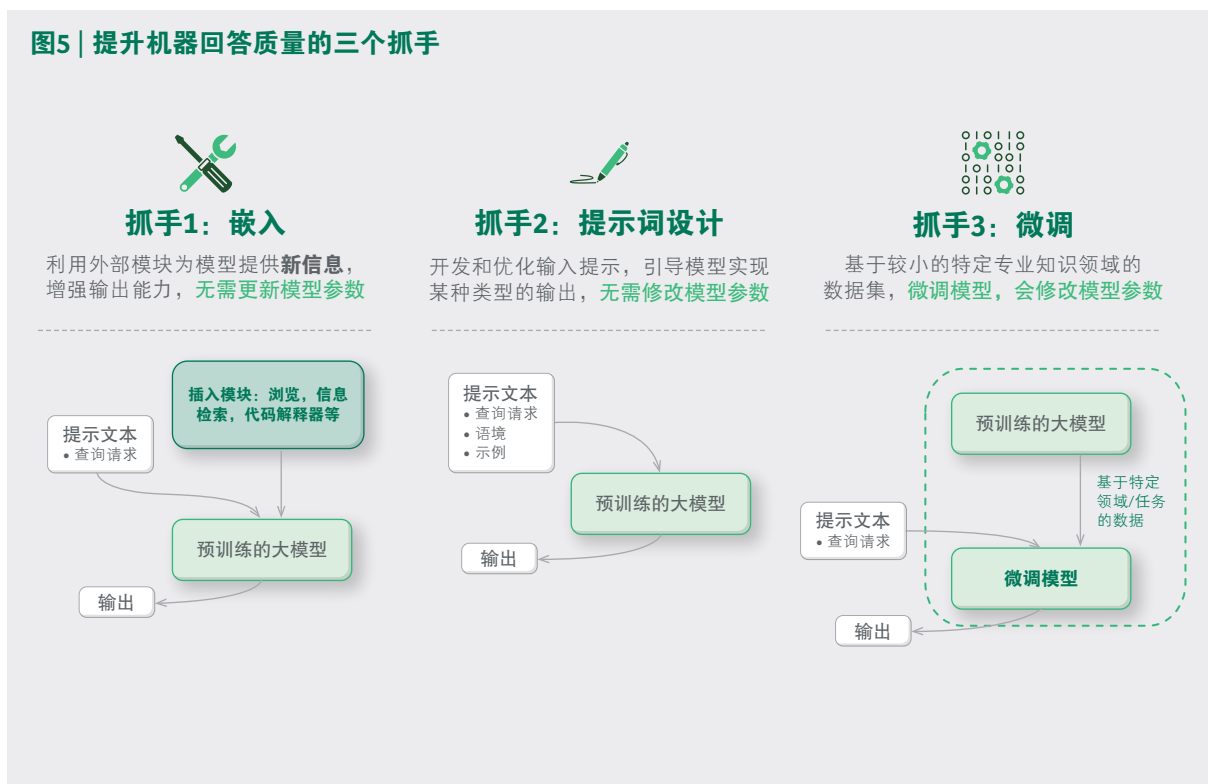 图5 | 提升机器回答质量的三个抓手
抓手1：嵌入
利用外部模块为模型提供新信息，
增强输出能力，无需更新模型参数
插入模块：浏览，信息
检索，代码解释器等
提示文本
• 查询请求
预训练的大模型
输出
抓手2：提示词设计
开发和优化输入提示，引导模型实现
某种类型的输出，无需修改模型参数
提示文本
• 查询请求
• 语境
• 示例
预训练的大模型
输出
抓手3：微调
基于较小的特定专业知识领域的
数据集，微调模型，会修改模型参数
预训练的大模型
基于特定
领域/任务
的数据
提示文本
• 查询请求
微调模型
输出